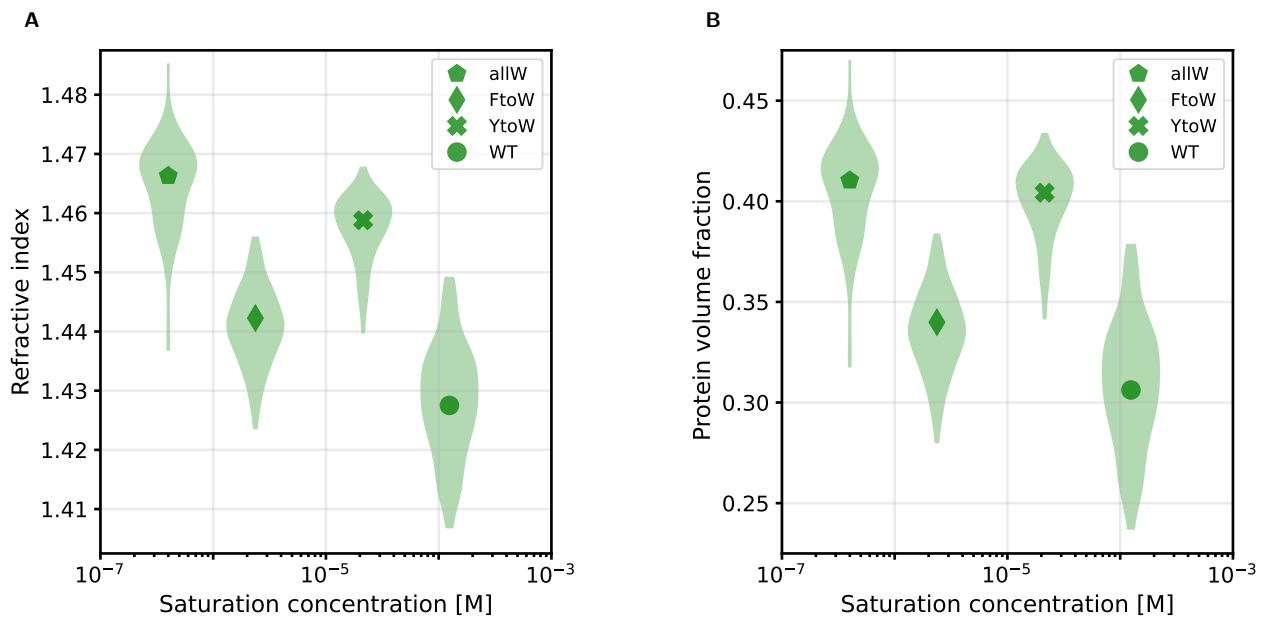 A
Refractive index
1.48
1.47
1.46
1.45
1.44
1.43
1.42
1.41
allW
FtoW
YtoW
WT
10⁻⁷
10⁻⁵
10⁻³
Saturation concentration [M]
B
Protein volume fraction
0.45
0.40
0.35
0.30
0.25
allW
FtoW
YtoW
WT
10⁻⁷
10⁻⁵
10⁻³
Saturation concentration [M]